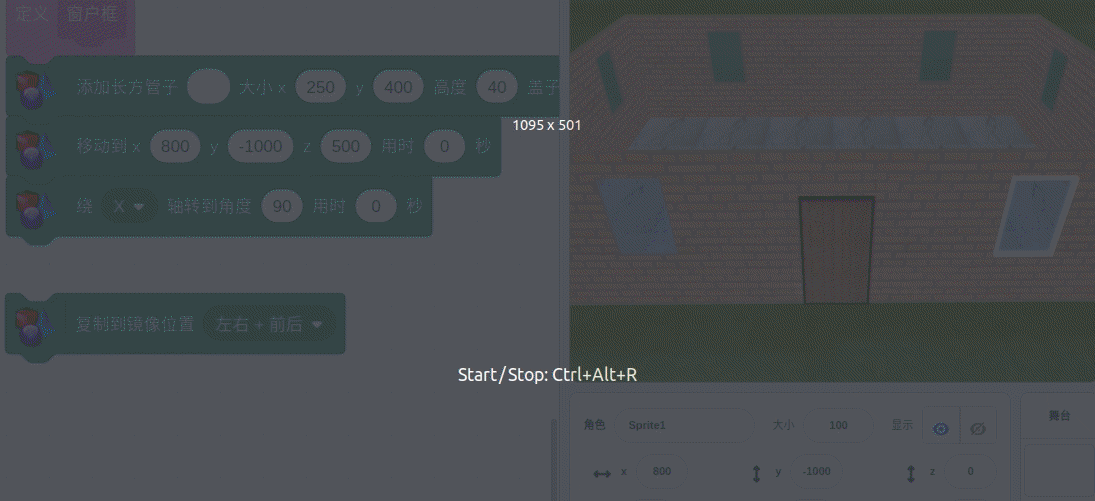 定义 窗户框
添加长方管子 大小 x 250 y 400 高度 40 盖子
移动到 x 800 y -1000 z 500 用时 0 秒
绕 X 轴转到角度 90 用时 0 秒
复制到镜像位置 左右 + 前后
1095 x 501
Start/Stop: Ctrl+Alt+R
角色 Sprite1 大小 100 显示
x 800 y -1000 z 0
舞台